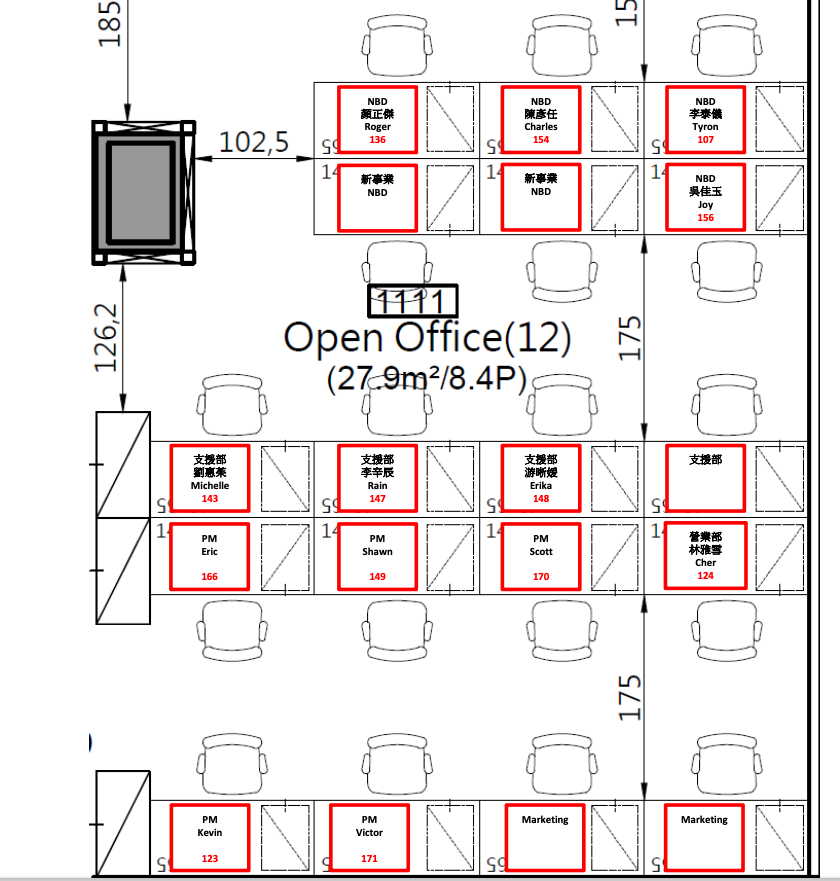 185
15
NBD
顏正傑
Roger
136
NBD
陳彥任
Charles
154
NBD
李泰儀
Tyron
107
102,5
新事業
NBD
新事業
NBD
NBD
吳佳玉
Joy
156
1111
Open Office(12)
(27.9m²/8.4P)
126,2
175
支援部
劉惠棻
Michelle
143
支援部
李辛辰
Rain
147
支援部
游晰媛
Erika
148
支援部
PM
Eric
166
PM
Shawn
149
PM
Scott
170
營業部
林雅雪
Cher
124
175
PM
Kevin
123
PM
Victor
171
Marketing
Marketing